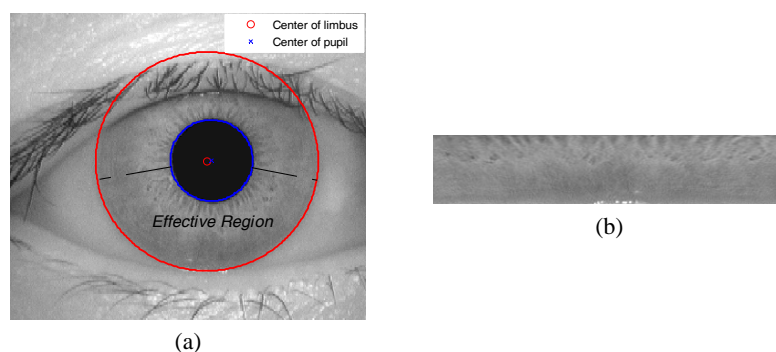 Center of limbus
Center of pupil
Effective Region
(a)
(b)